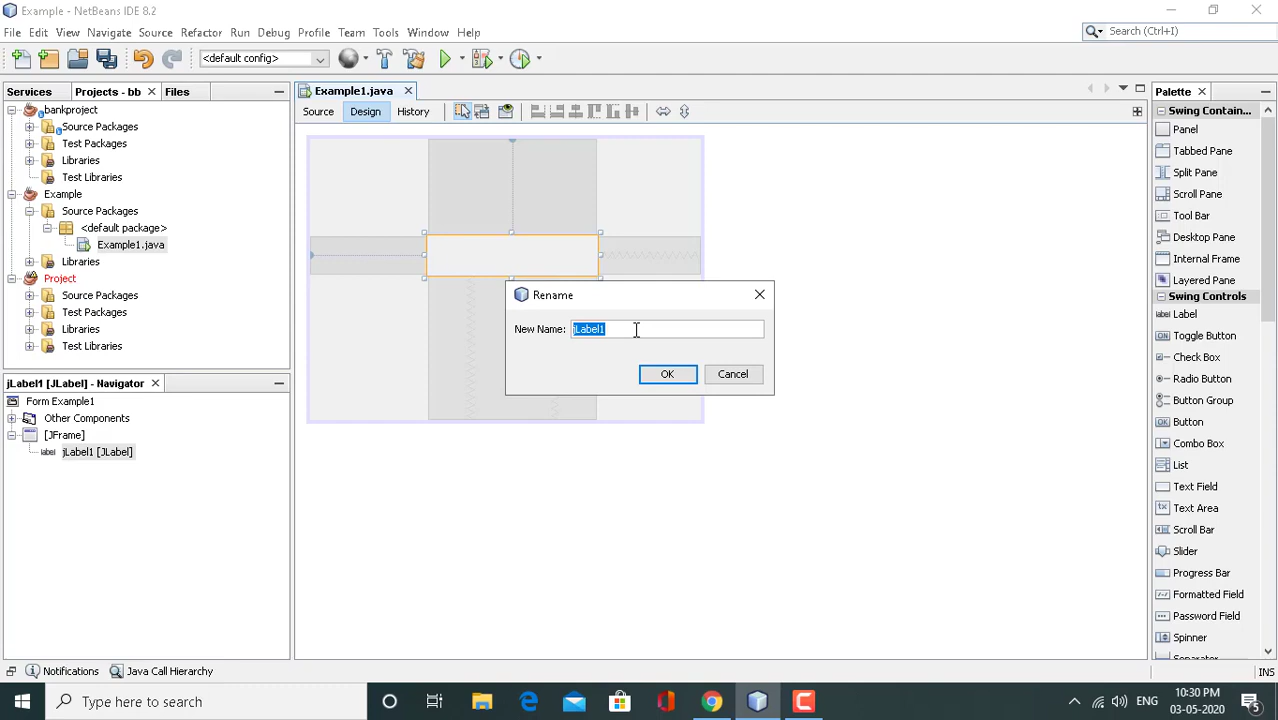 Example - NetBeans IDE 8.2
File Edit View Navigate Source Refactor Run Debug Profile Team Tools Window Help
Search (Ctrl+I)
<default config>
Services Projects - bb Files
bankproject
Source Packages
Test Packages
Libraries
Test Libraries
Example
Source Packages
<default package>
Example1.java
Libraries
Project
Source Packages
Test Packages
Libraries
Test Libraries
jLabel1 [JLabel] - Navigator
Form Example1
Other Components
[JFrame]
label jLabel1 [JLabel]
Example1.java
Source Design History
Rename
New Name: jLabel1
OK Cancel
Palette
Swing Contain...
Panel
Tabbed Pane
Split Pane
Scroll Pane
Tool Bar
Desktop Pane
Internal Frame
Layered Pane
Swing Controls
label Label
Toggle Button
Check Box
Radio Button
Button Group
Button
Combo Box
List
Text Field
Text Area
Scroll Bar
Slider
Progress Bar
Formatted Field
Password Field
Spinner
Notifications Java Call Hierarchy
INS
Type here to search
ENG
10:30 PM
03-05-2020
5